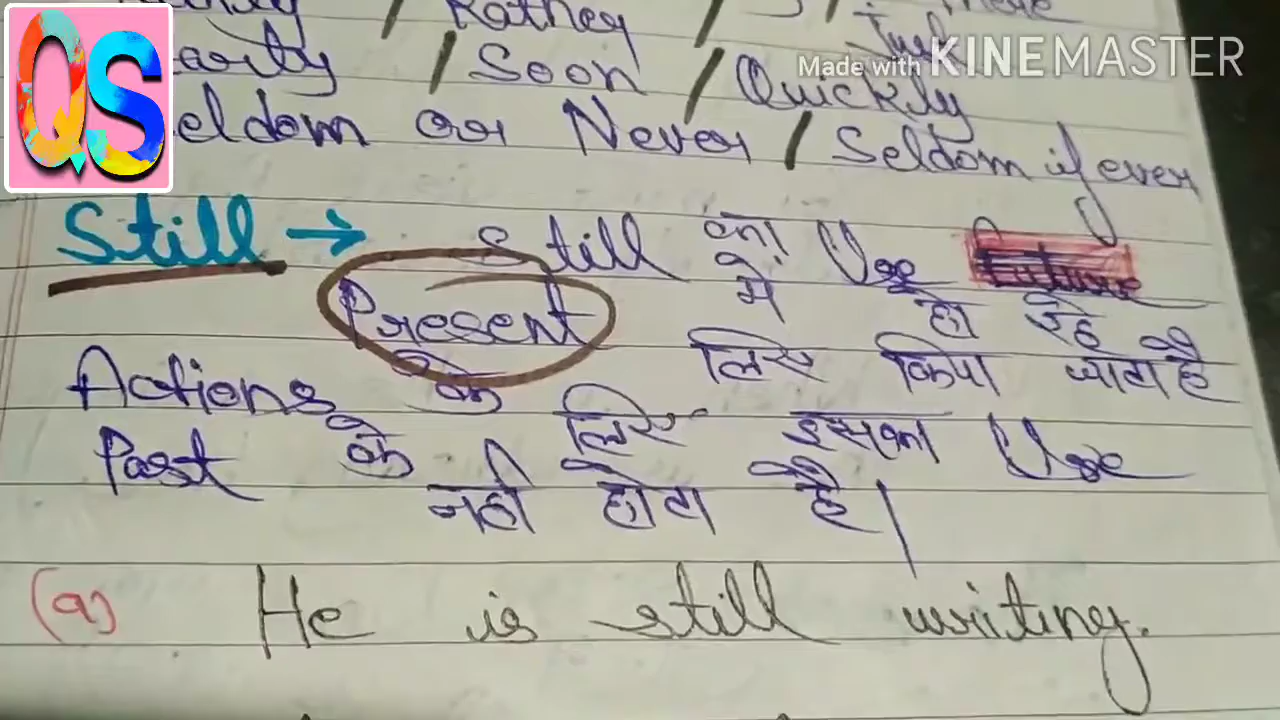 Rather / 
early / Soon / Quickly
QS
Made with KINEMASTER
eldom or Never / Seldom if ever
Still → Still का Use
Present में हो रहे
Actions के लिए किया जाता है
Past के लिए इसका Use
नही होता है।
(a) He is still writing.